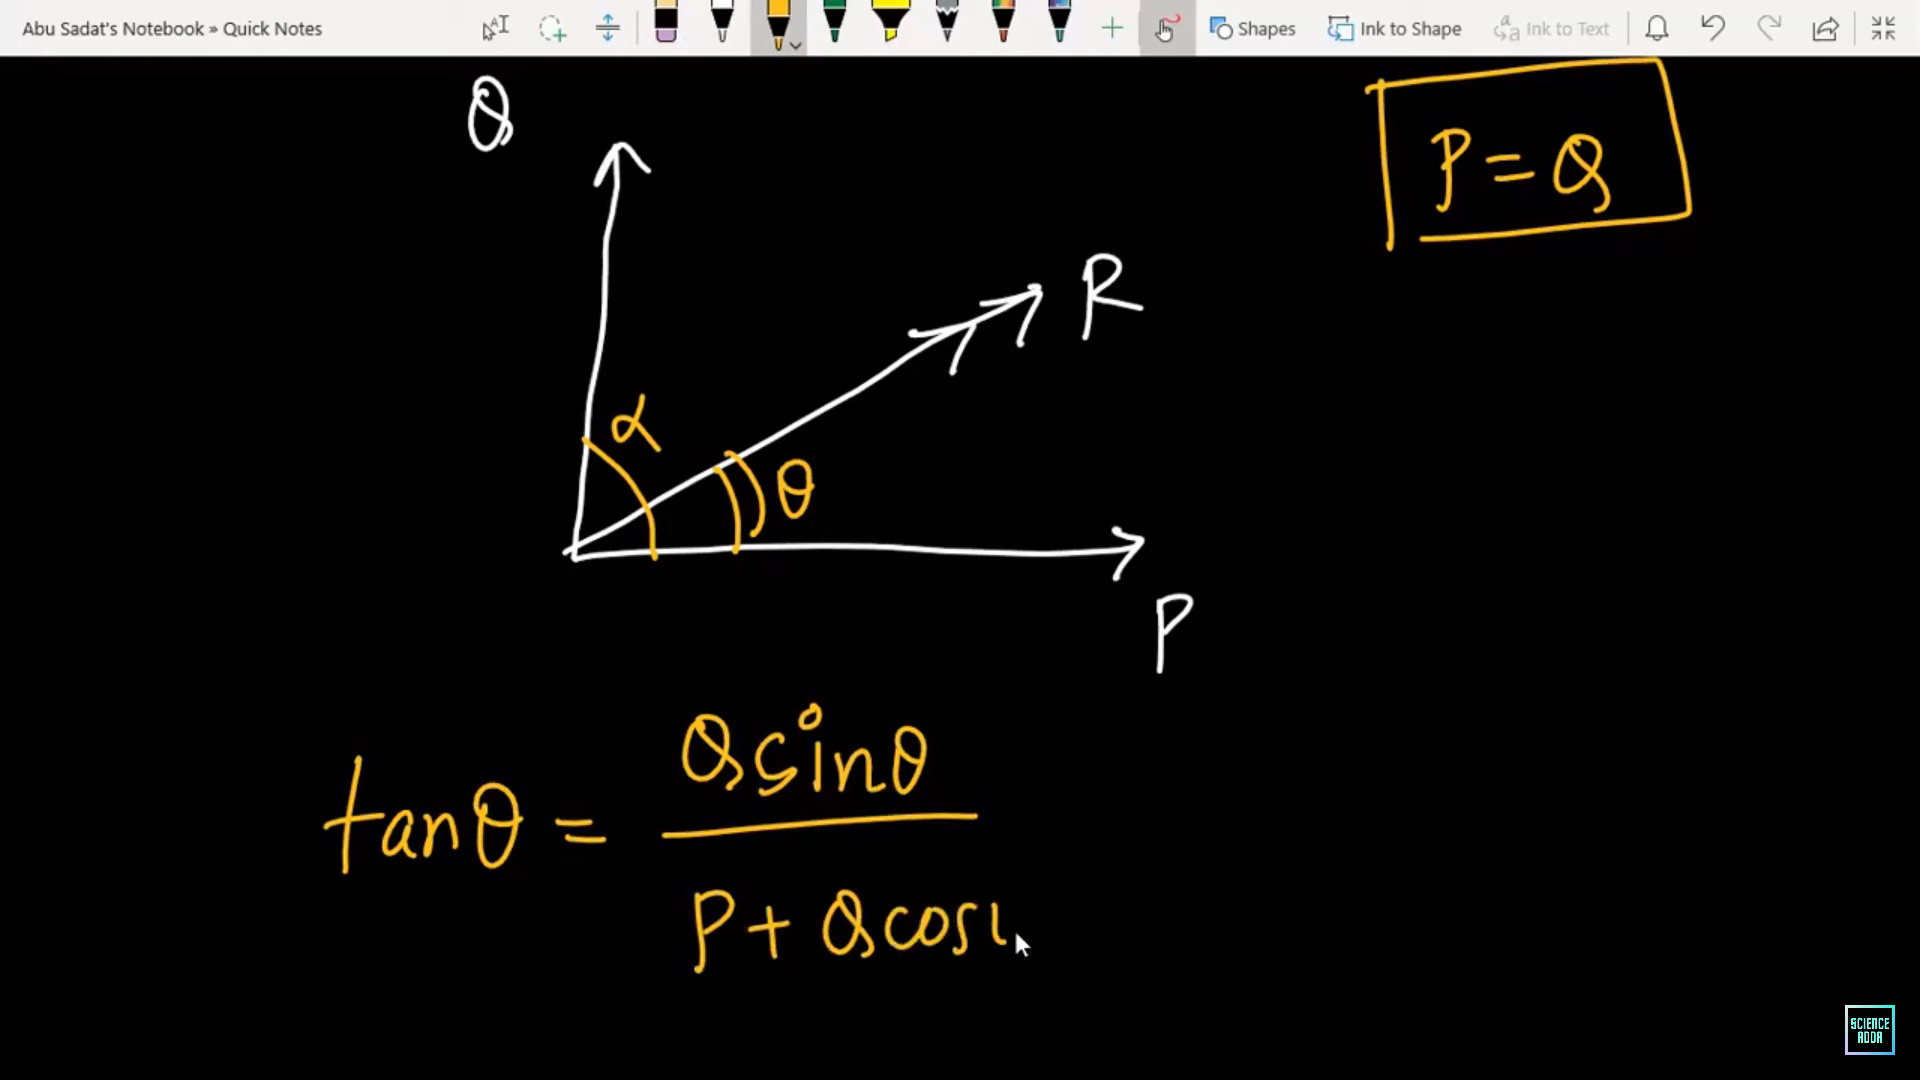 Abu Sadat's Notebook » Quick Notes
Shapes
Ink to Shape
Ink to Text
Q
P = Q
R
α
θ
P
tanθ = Qsinθ
P + Qcos
SCIENCE
ADDA